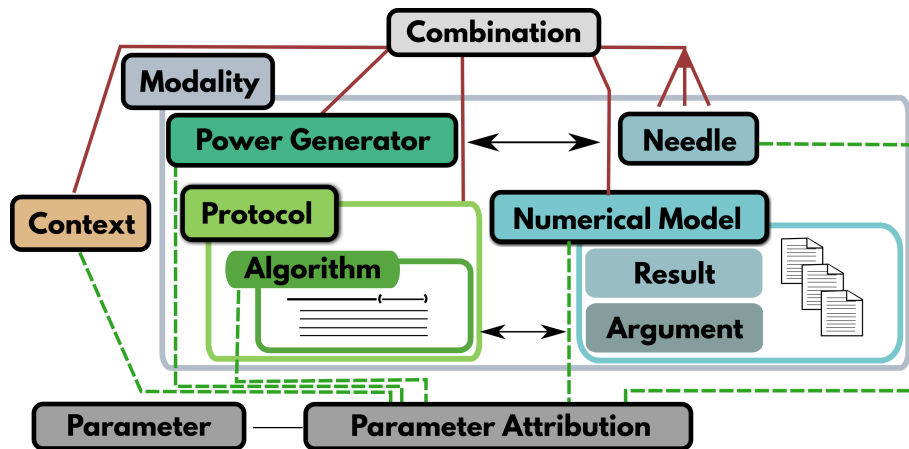 Combination
Modality
Power Generator
Needle
Context
Protocol
Numerical Model
Algorithm
Result
Argument
Parameter
Parameter Attribution